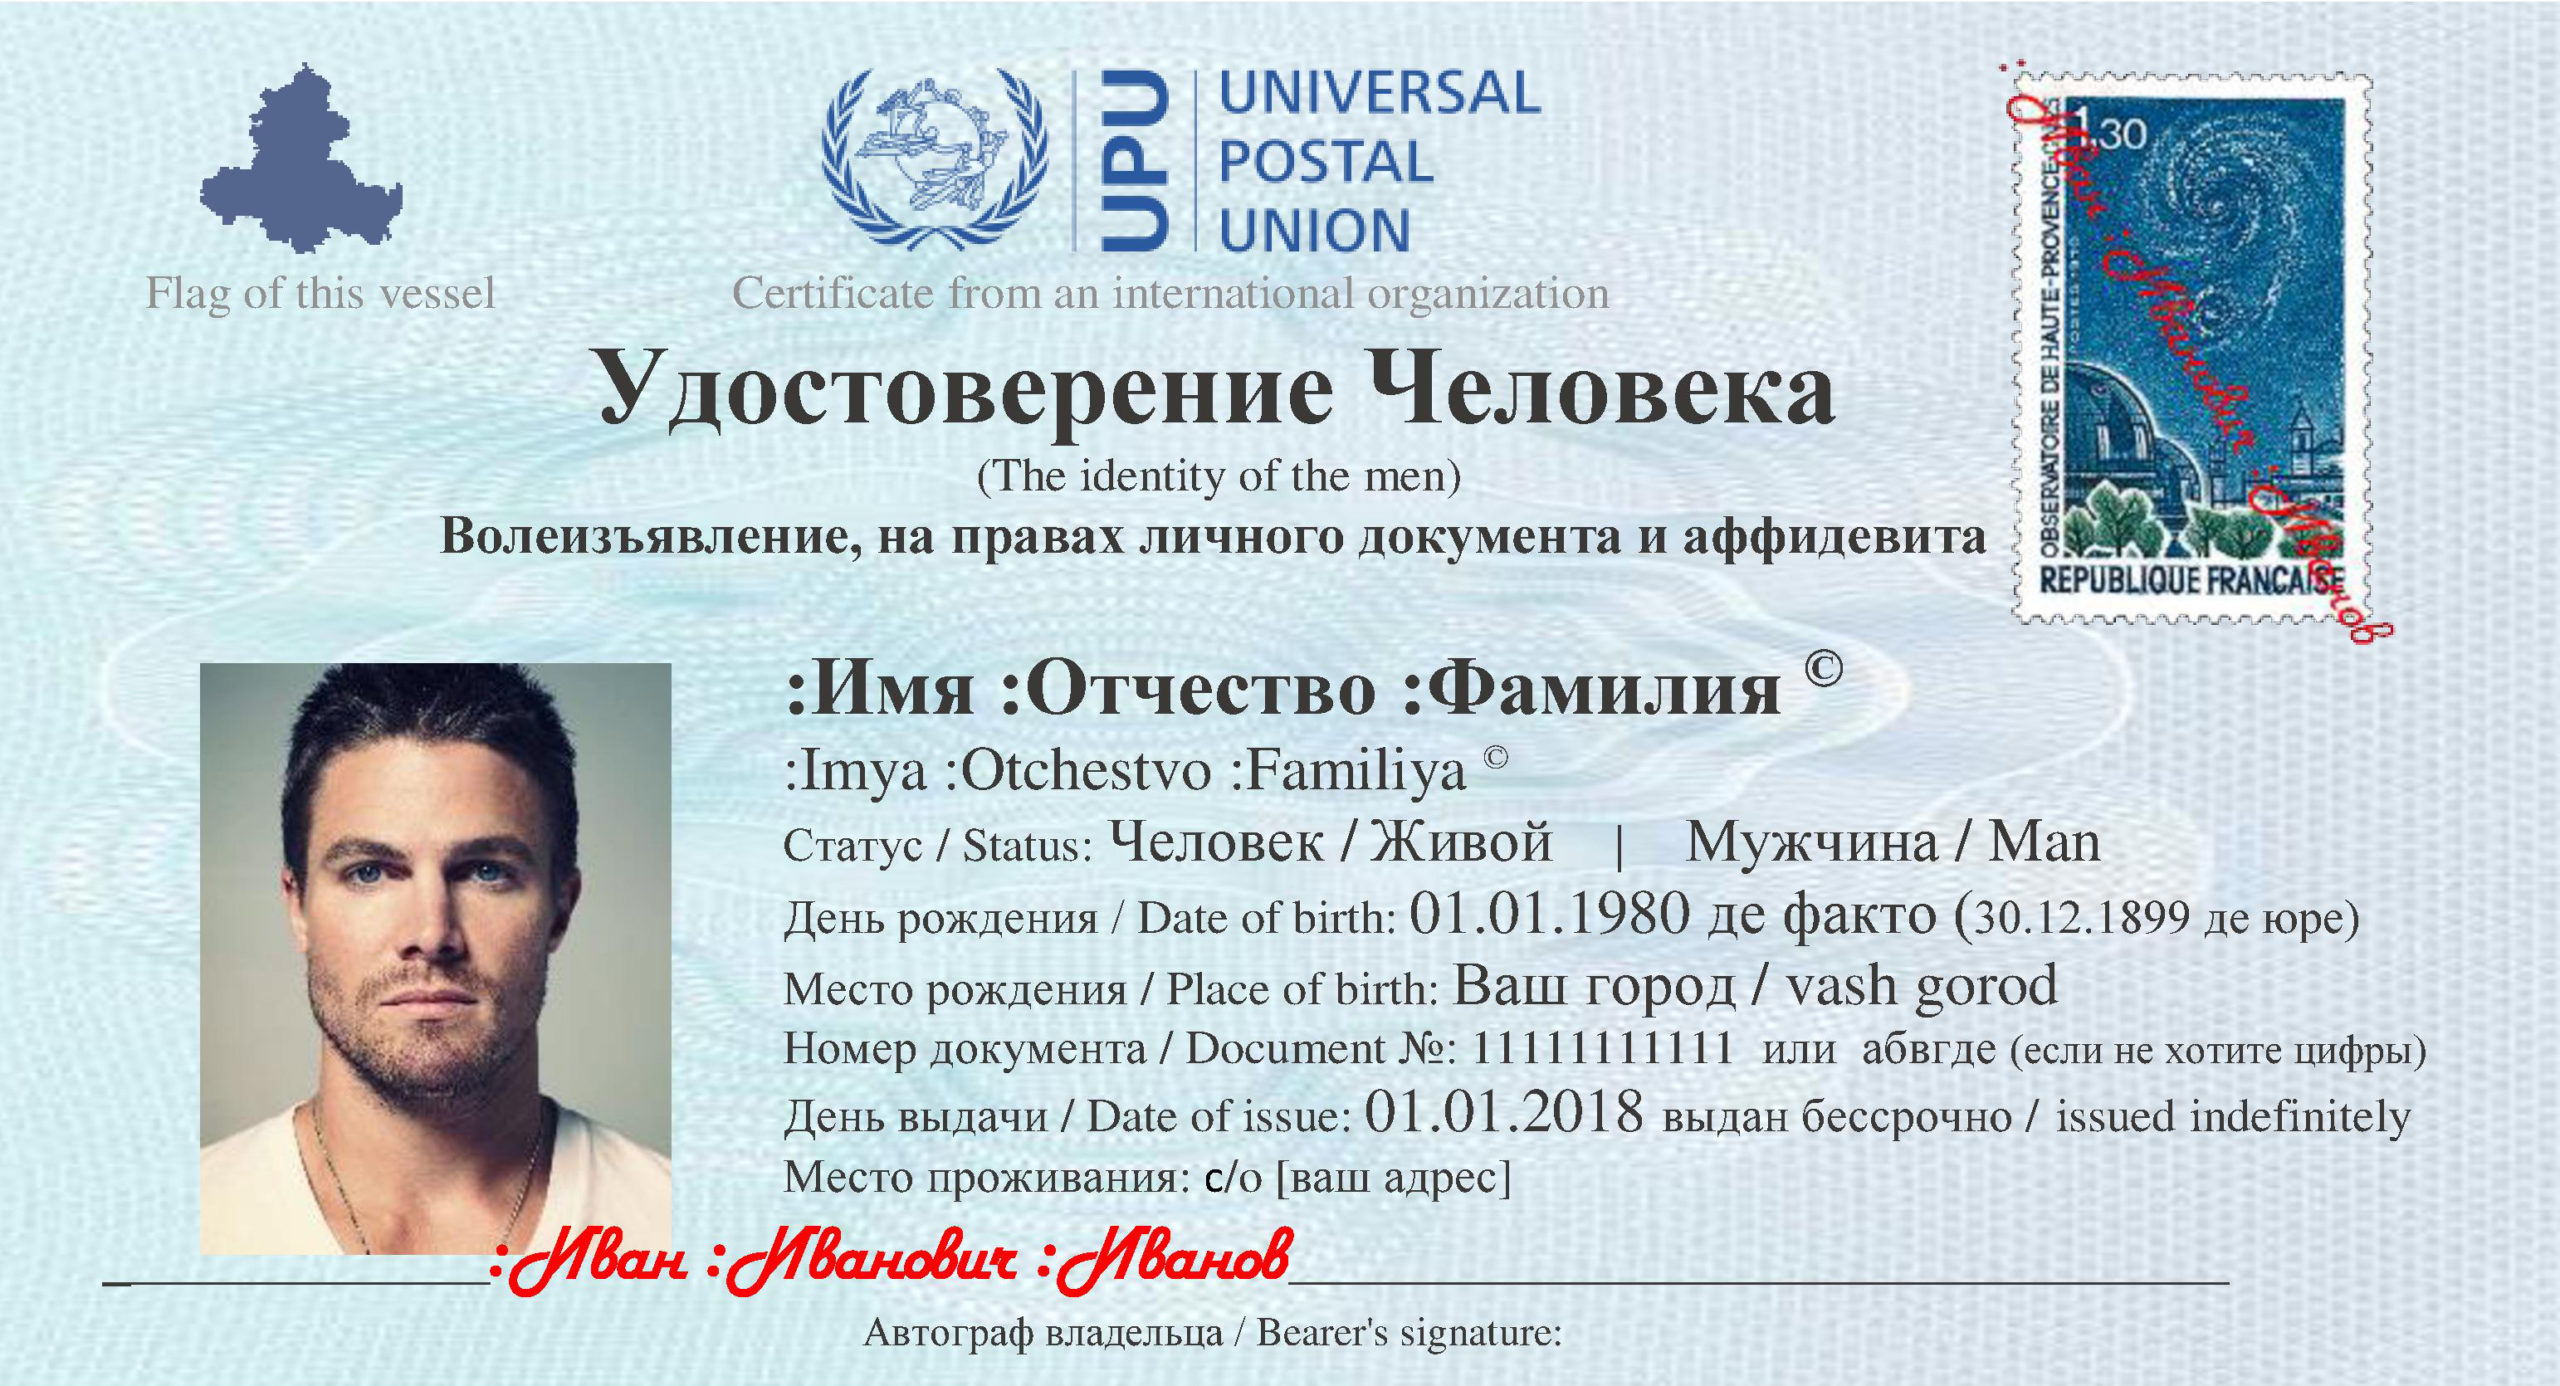 UPU
UNIVERSAL
POSTAL
UNION
Flag of this vessel
Certificate from an international organization
Удостоверение Человека
(The identity of the men)
Волеизъявление, на правах личного документа и аффидевита
1,30
OBSERVATOIRE DE HAUTE-PROVENCE-CNRS
REPUBLIQUE FRANÇAISE
:Иван :Иванович :Иванов
:Имя :Отчество :Фамилия ©
:Imya :Otchestvo :Familiya ©
Статус / Status: Человек / Живой | Мужчина / Man
День рождения / Date of birth: 01.01.1980 де факто (30.12.1899 де юре)
Место рождения / Place of birth: Ваш город / vash gorod
Номер документа / Document №: 11111111111 или абвгде (если не хотите цифры)
День выдачи / Date of issue: 01.01.2018 выдан бессрочно / issued indefinitely
Место проживания: с/о [ваш адрес]
:Иван :Иванович :Иванов
Автограф владельца / Bearer's signature: